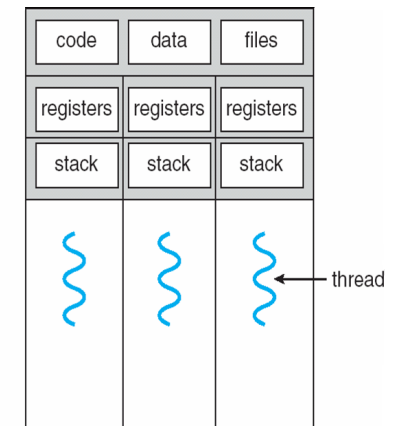 code data files
registers registers registers
stack stack stack
thread